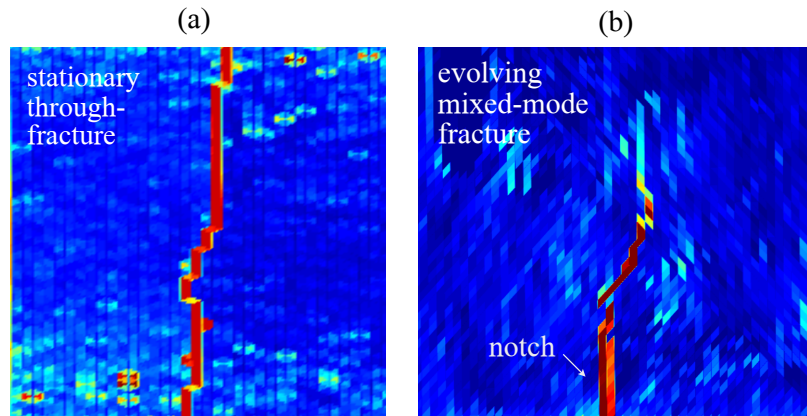 (a)
(b)
stationary
through-
fracture
evolving
mixed-mode
fracture
notch